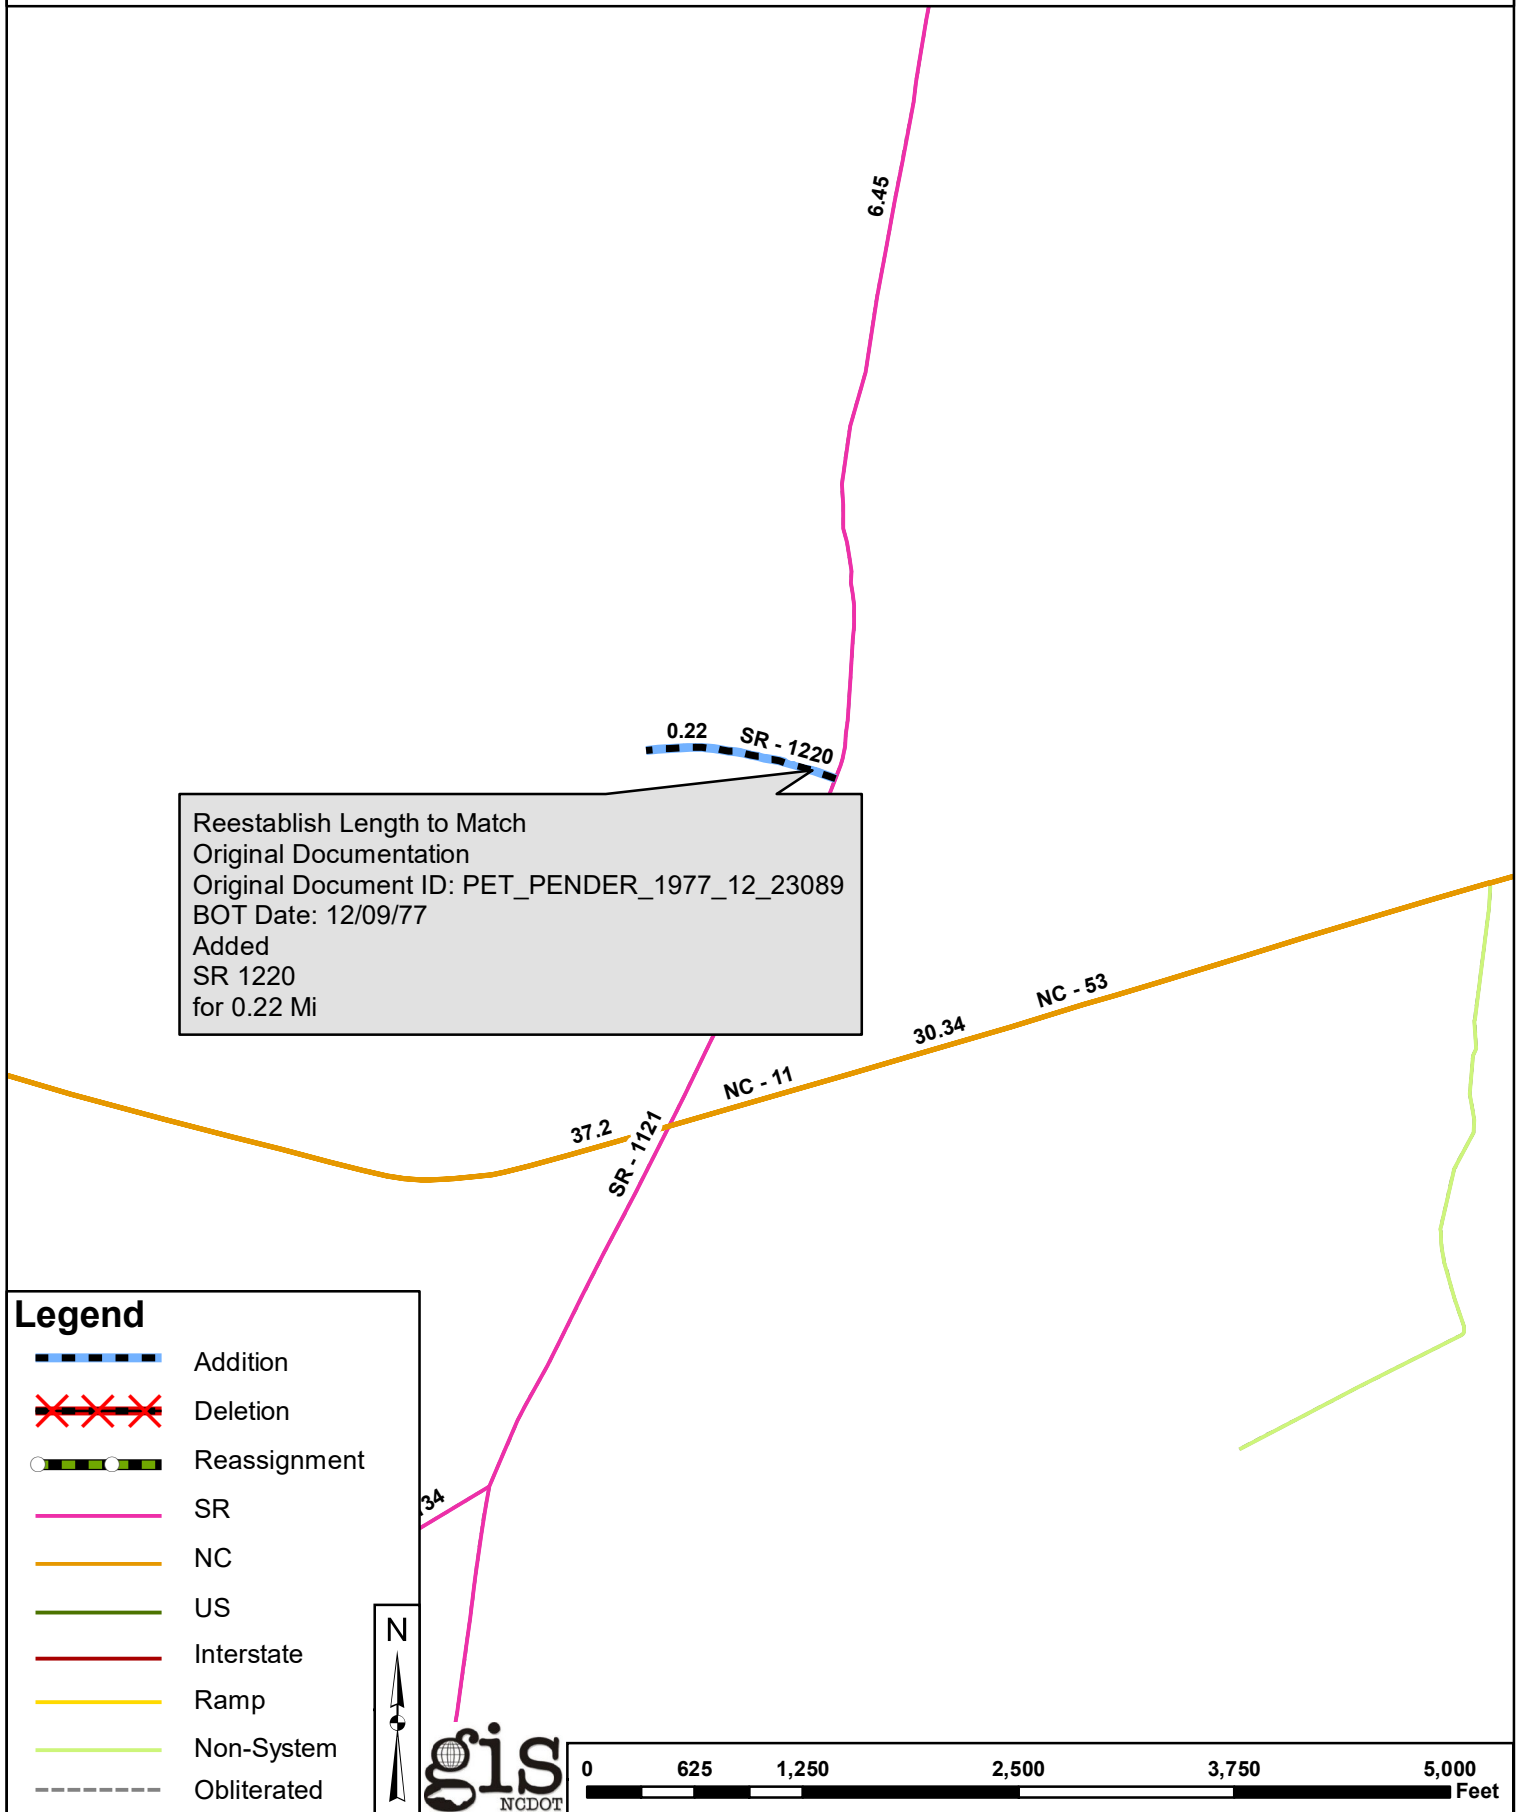 6.45
0.22
SR - 1220
Reestablish Length to Match
Original Documentation
Original Document ID: PET_PENDER_1977_12_23089
BOT Date: 12/09/77
Added
SR 1220
for 0.22 Mi
NC - 53
30.34
NC - 11
37.2
SR - 1121
Legend
Addition
Deletion
Reassignment
SR
NC
US
Interstate
Ramp
Non-System
Obliterated
34
N
gis
NCDOT
0 625 1,250 2,500 3,750 5,000
Feet